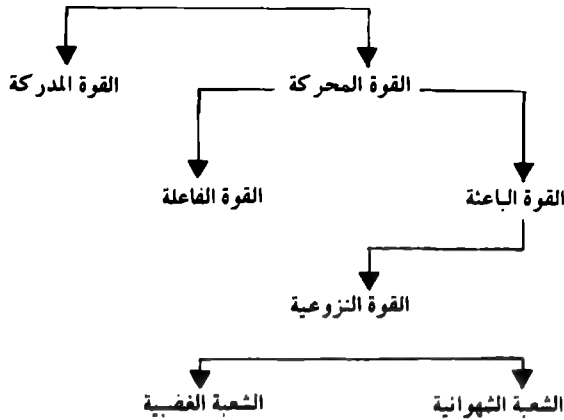 القوة المحركة القوة المدركة
القوة الباعثة القوة الفاعلة
القوة النزوعية
الشعبة الشهوانية الشعبة الغضبية